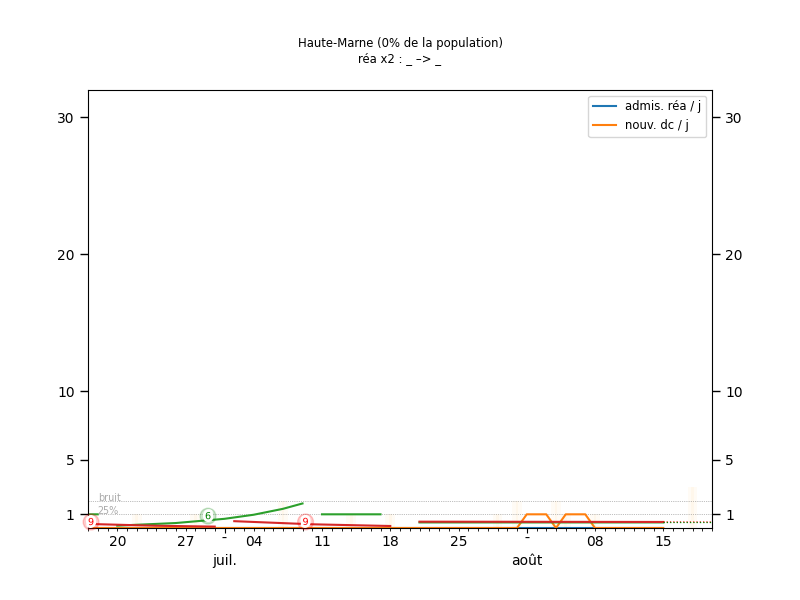 Haute-Marne (0% de la population)
réa x2 : _ –> _
admis. réa / j
nouv. dc / j
30 30
20 20
10 10
5 5
bruit
25%
1 1
9 6 9
20 27 - 04 11 18 25 - 08 15
juil. août